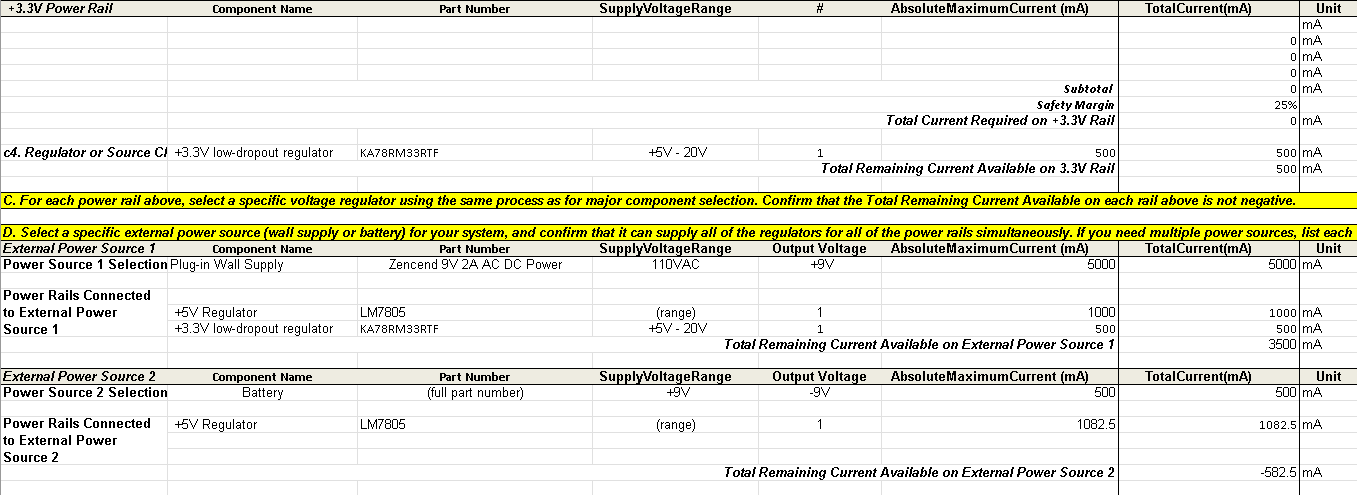 +3.3V Power Rail Component Name Part Number SupplyVoltageRange # AbsoluteMaximumCurrent (mA) TotalCurrent(mA) Unit
mA
0 mA
0 mA
0 mA
Subtotal 0 mA
Safety Margin 25%
Total Current Required on +3.3V Rail 0 mA
c4. Regulator or Source Cl +3.3V low-dropout regulator KA78RM33RTF +5V - 20V 1 500 500 mA
Total Remaining Current Available on 3.3V Rail 500 mA
C. For each power rail above, select a specific voltage regulator using the same process as for major component selection. Confirm that the Total Remaining Current Available on each rail above is not negative.
D. Select a specific external power source (wall supply or battery) for your system, and confirm that it can supply all of the regulators for all of the power rails simultaneously. If you need multiple power sources, list each
External Power Source 1 Component Name Part Number SupplyVoltageRange Output Voltage AbsoluteMaximumCurrent (mA) TotalCurrent(mA) Unit
Power Source 1 Selection Plug-in Wall Supply Zencend 9V 2A AC DC Power 110VAC +9V 5000 5000 mA
Power Rails Connected
to External Power +5V Regulator LM7805 (range) 1 1000 1000 mA
Source 1 +3.3V low-dropout regulator KA78RM33RTF +5V - 20V 1 500 500 mA
Total Remaining Current Available on External Power Source 1 3500 mA
External Power Source 2 Component Name Part Number SupplyVoltageRange Output Voltage AbsoluteMaximumCurrent (mA) TotalCurrent(mA) Unit
Power Source 2 Selection Battery (full part number) +9V -9V 500 500 mA
Power Rails Connected +5V Regulator LM7805 (range) 1 1082.5 1082.5 mA
to External Power
Source 2
Total Remaining Current Available on External Power Source 2 -582.5 mA